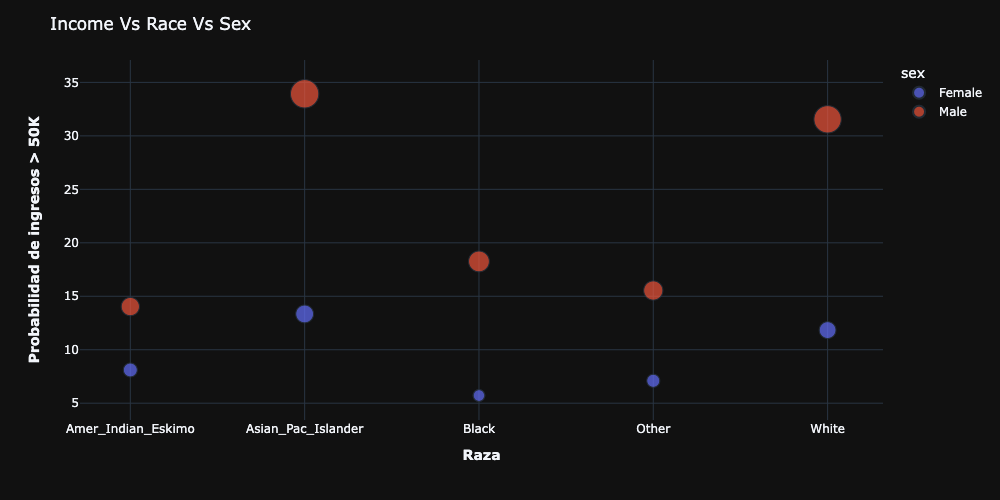 Income Vs Race Vs Sex
sex
Female
Male
Probabilidad de ingresos > 50K
35
30
25
20
15
10
5
Amer_Indian_Eskimo
Asian_Pac_Islander
Black
Other
White
Raza